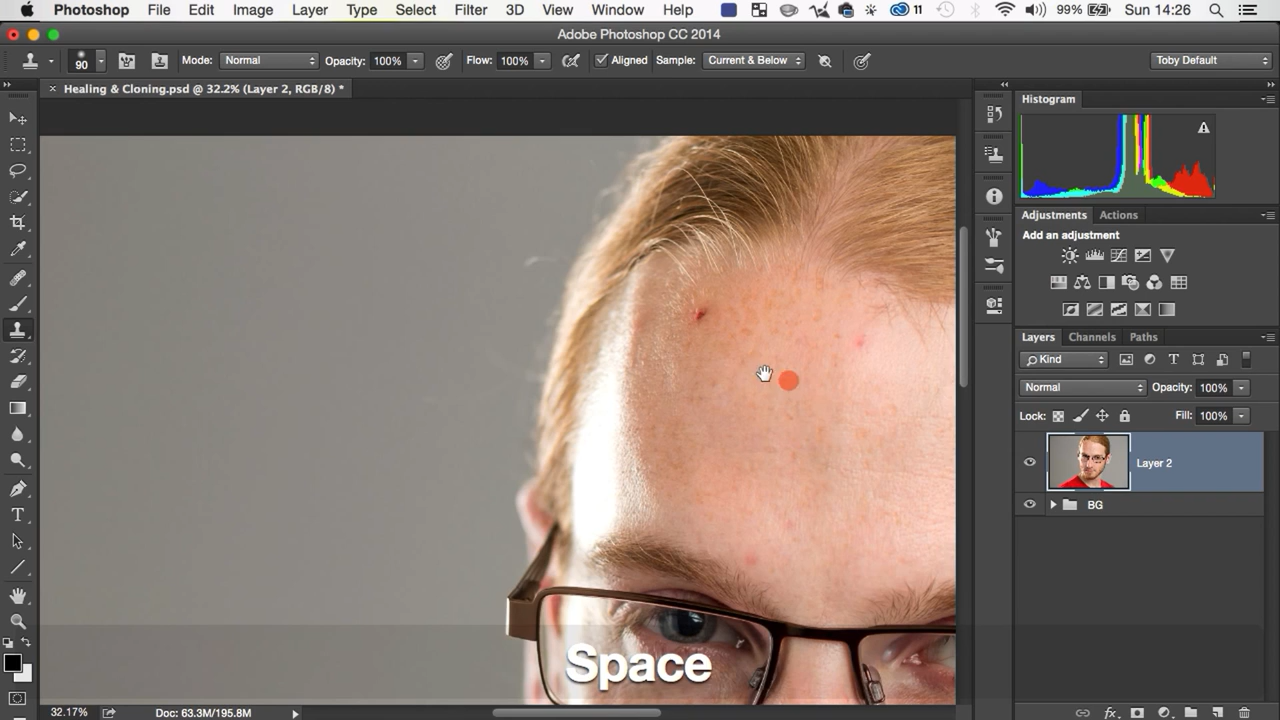 Photoshop File Edit Image Layer Type Select Filter 3D View Window Help 11 99% Sun 14:26
Adobe Photoshop CC 2014
90 Mode: Normal Opacity: 100% Flow: 100% Aligned Sample: Current & Below Toby Default
Healing & Cloning.psd @ 32.2% (Layer 2, RGB/8) *
Histogram
Adjustments Actions
Add an adjustment
Layers Channels Paths
Kind
Normal Opacity: 100%
Lock: Fill: 100%
Layer 2
BG
Space
32.17% Doc: 63.3M/195.8M